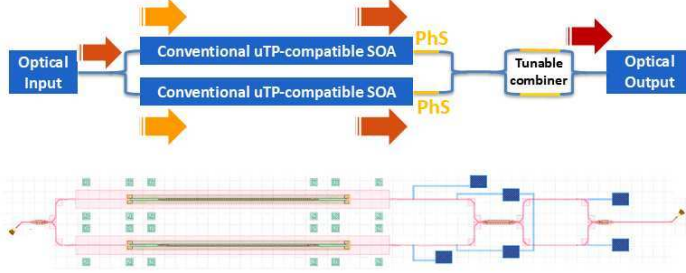 Optical
Input
Conventional uTP-compatible SOA
PhS
Conventional uTP-compatible SOA
PhS
Tunable
combiner
Optical
Output